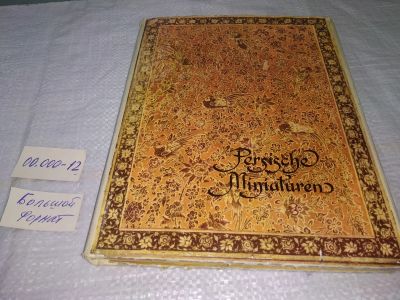 Persische
Miniaturen
00.000-12
Большой
Формат